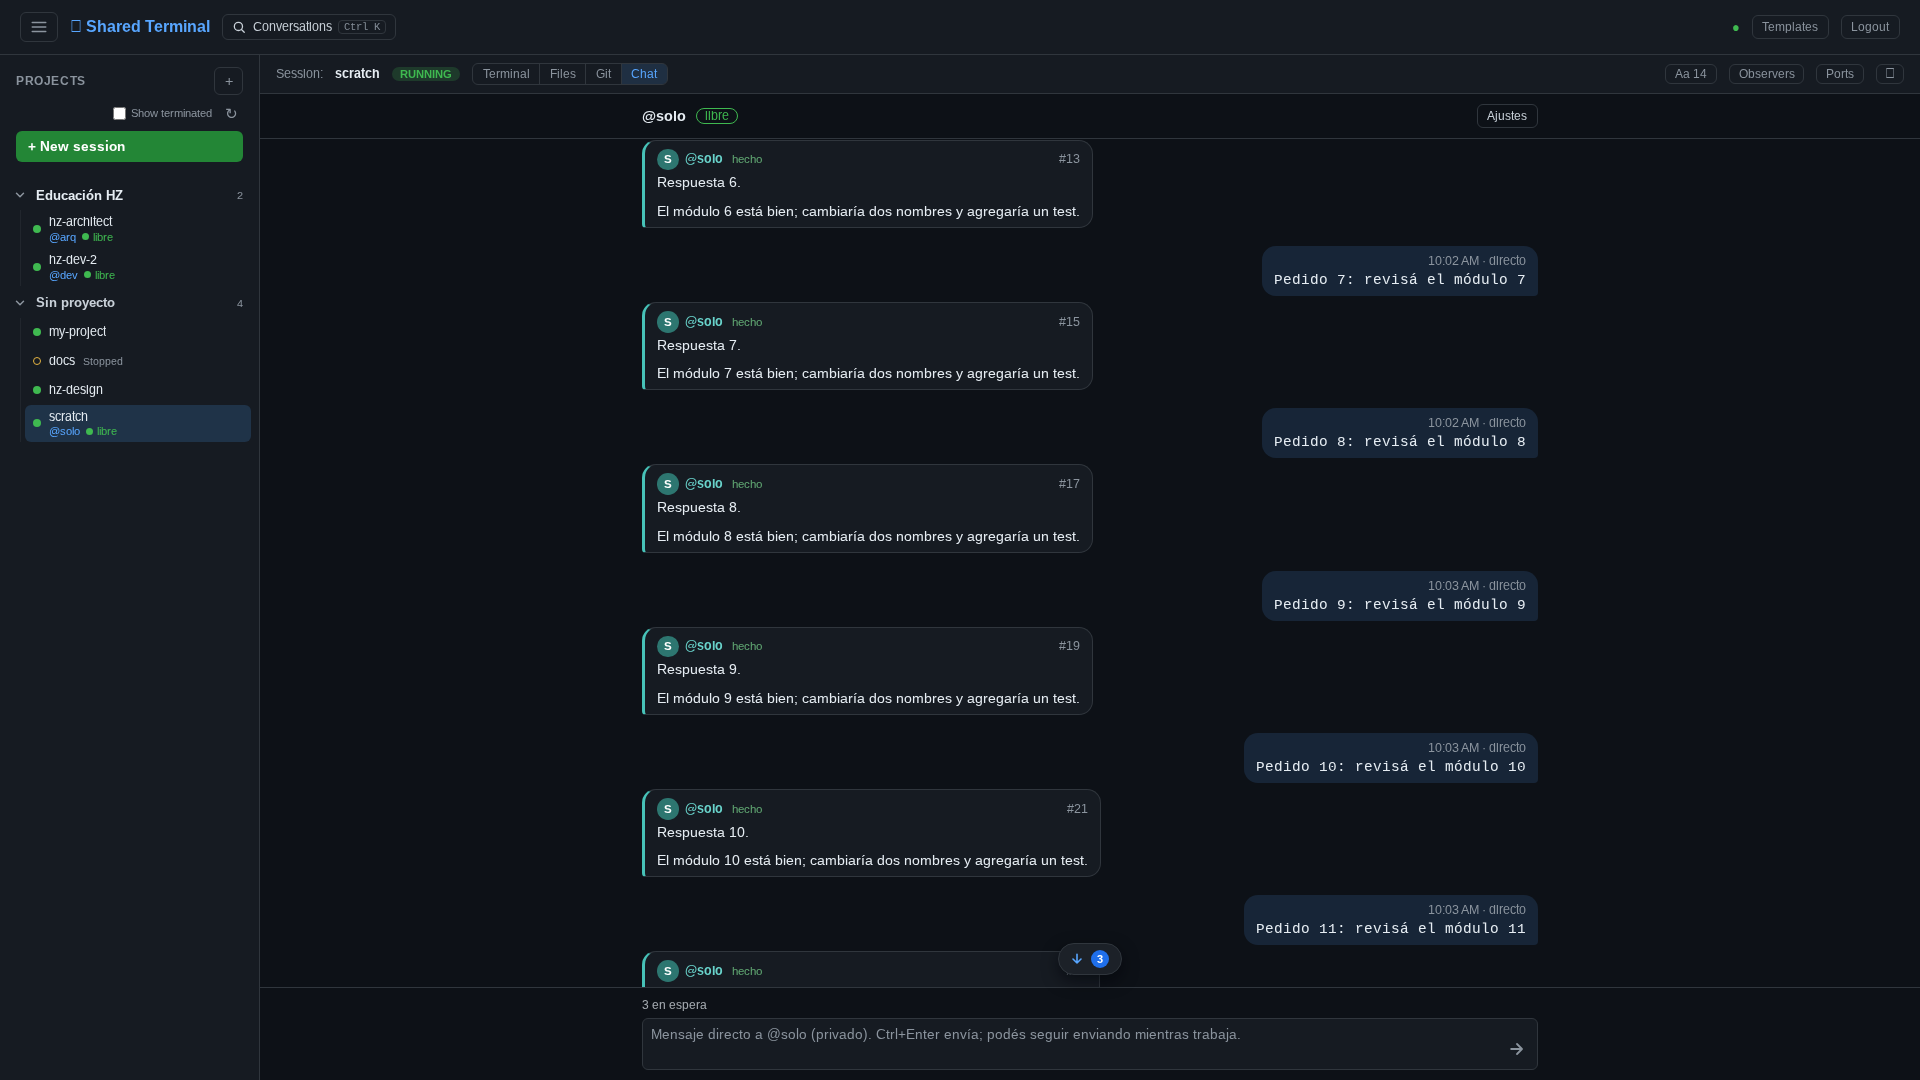 Shared Terminal
Conversations Ctrl K
Templates
Logout
PROJECTS
+
Show terminated
+ New session
Educación HZ 2
hz-architect
@arq libre
hz-dev-2
@dev libre
Sin proyecto 4
my-project
docs Stopped
hz-design
scratch
@solo libre
Session: scratch RUNNING Terminal Files Git Chat
Aa 14 Observers Ports
@solo libre Ajustes
S @solo hecho #13
Respuesta 6.
El módulo 6 está bien; cambiaría dos nombres y agregaría un test.
10:02 AM · directo
Pedido 7: revisá el módulo 7
S @solo hecho #15
Respuesta 7.
El módulo 7 está bien; cambiaría dos nombres y agregaría un test.
10:02 AM · directo
Pedido 8: revisá el módulo 8
S @solo hecho #17
Respuesta 8.
El módulo 8 está bien; cambiaría dos nombres y agregaría un test.
10:03 AM · directo
Pedido 9: revisá el módulo 9
S @solo hecho #19
Respuesta 9.
El módulo 9 está bien; cambiaría dos nombres y agregaría un test.
10:03 AM · directo
Pedido 10: revisá el módulo 10
S @solo hecho #21
Respuesta 10.
El módulo 10 está bien; cambiaría dos nombres y agregaría un test.
10:03 AM · directo
Pedido 11: revisá el módulo 11
S @solo hecho
3
3 en espera
Mensaje directo a @solo (privado). Ctrl+Enter envía; podés seguir enviando mientras trabaja.